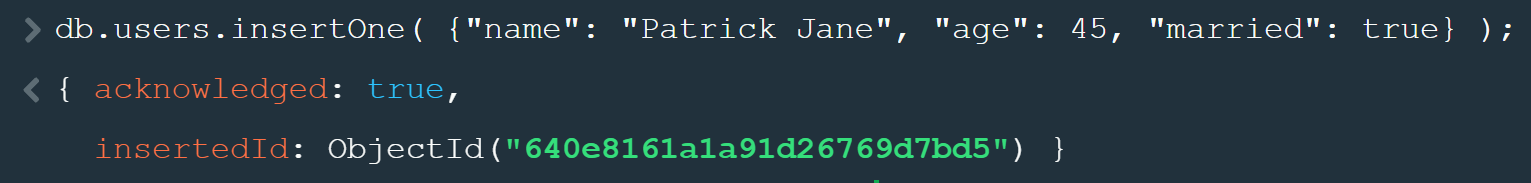 > db.users.insertOne( {"name": "Patrick Jane", "age": 45, "married": true} );
< { acknowledged: true,
insertedId: ObjectId("640e8161a1a91d26769d7bd5") }